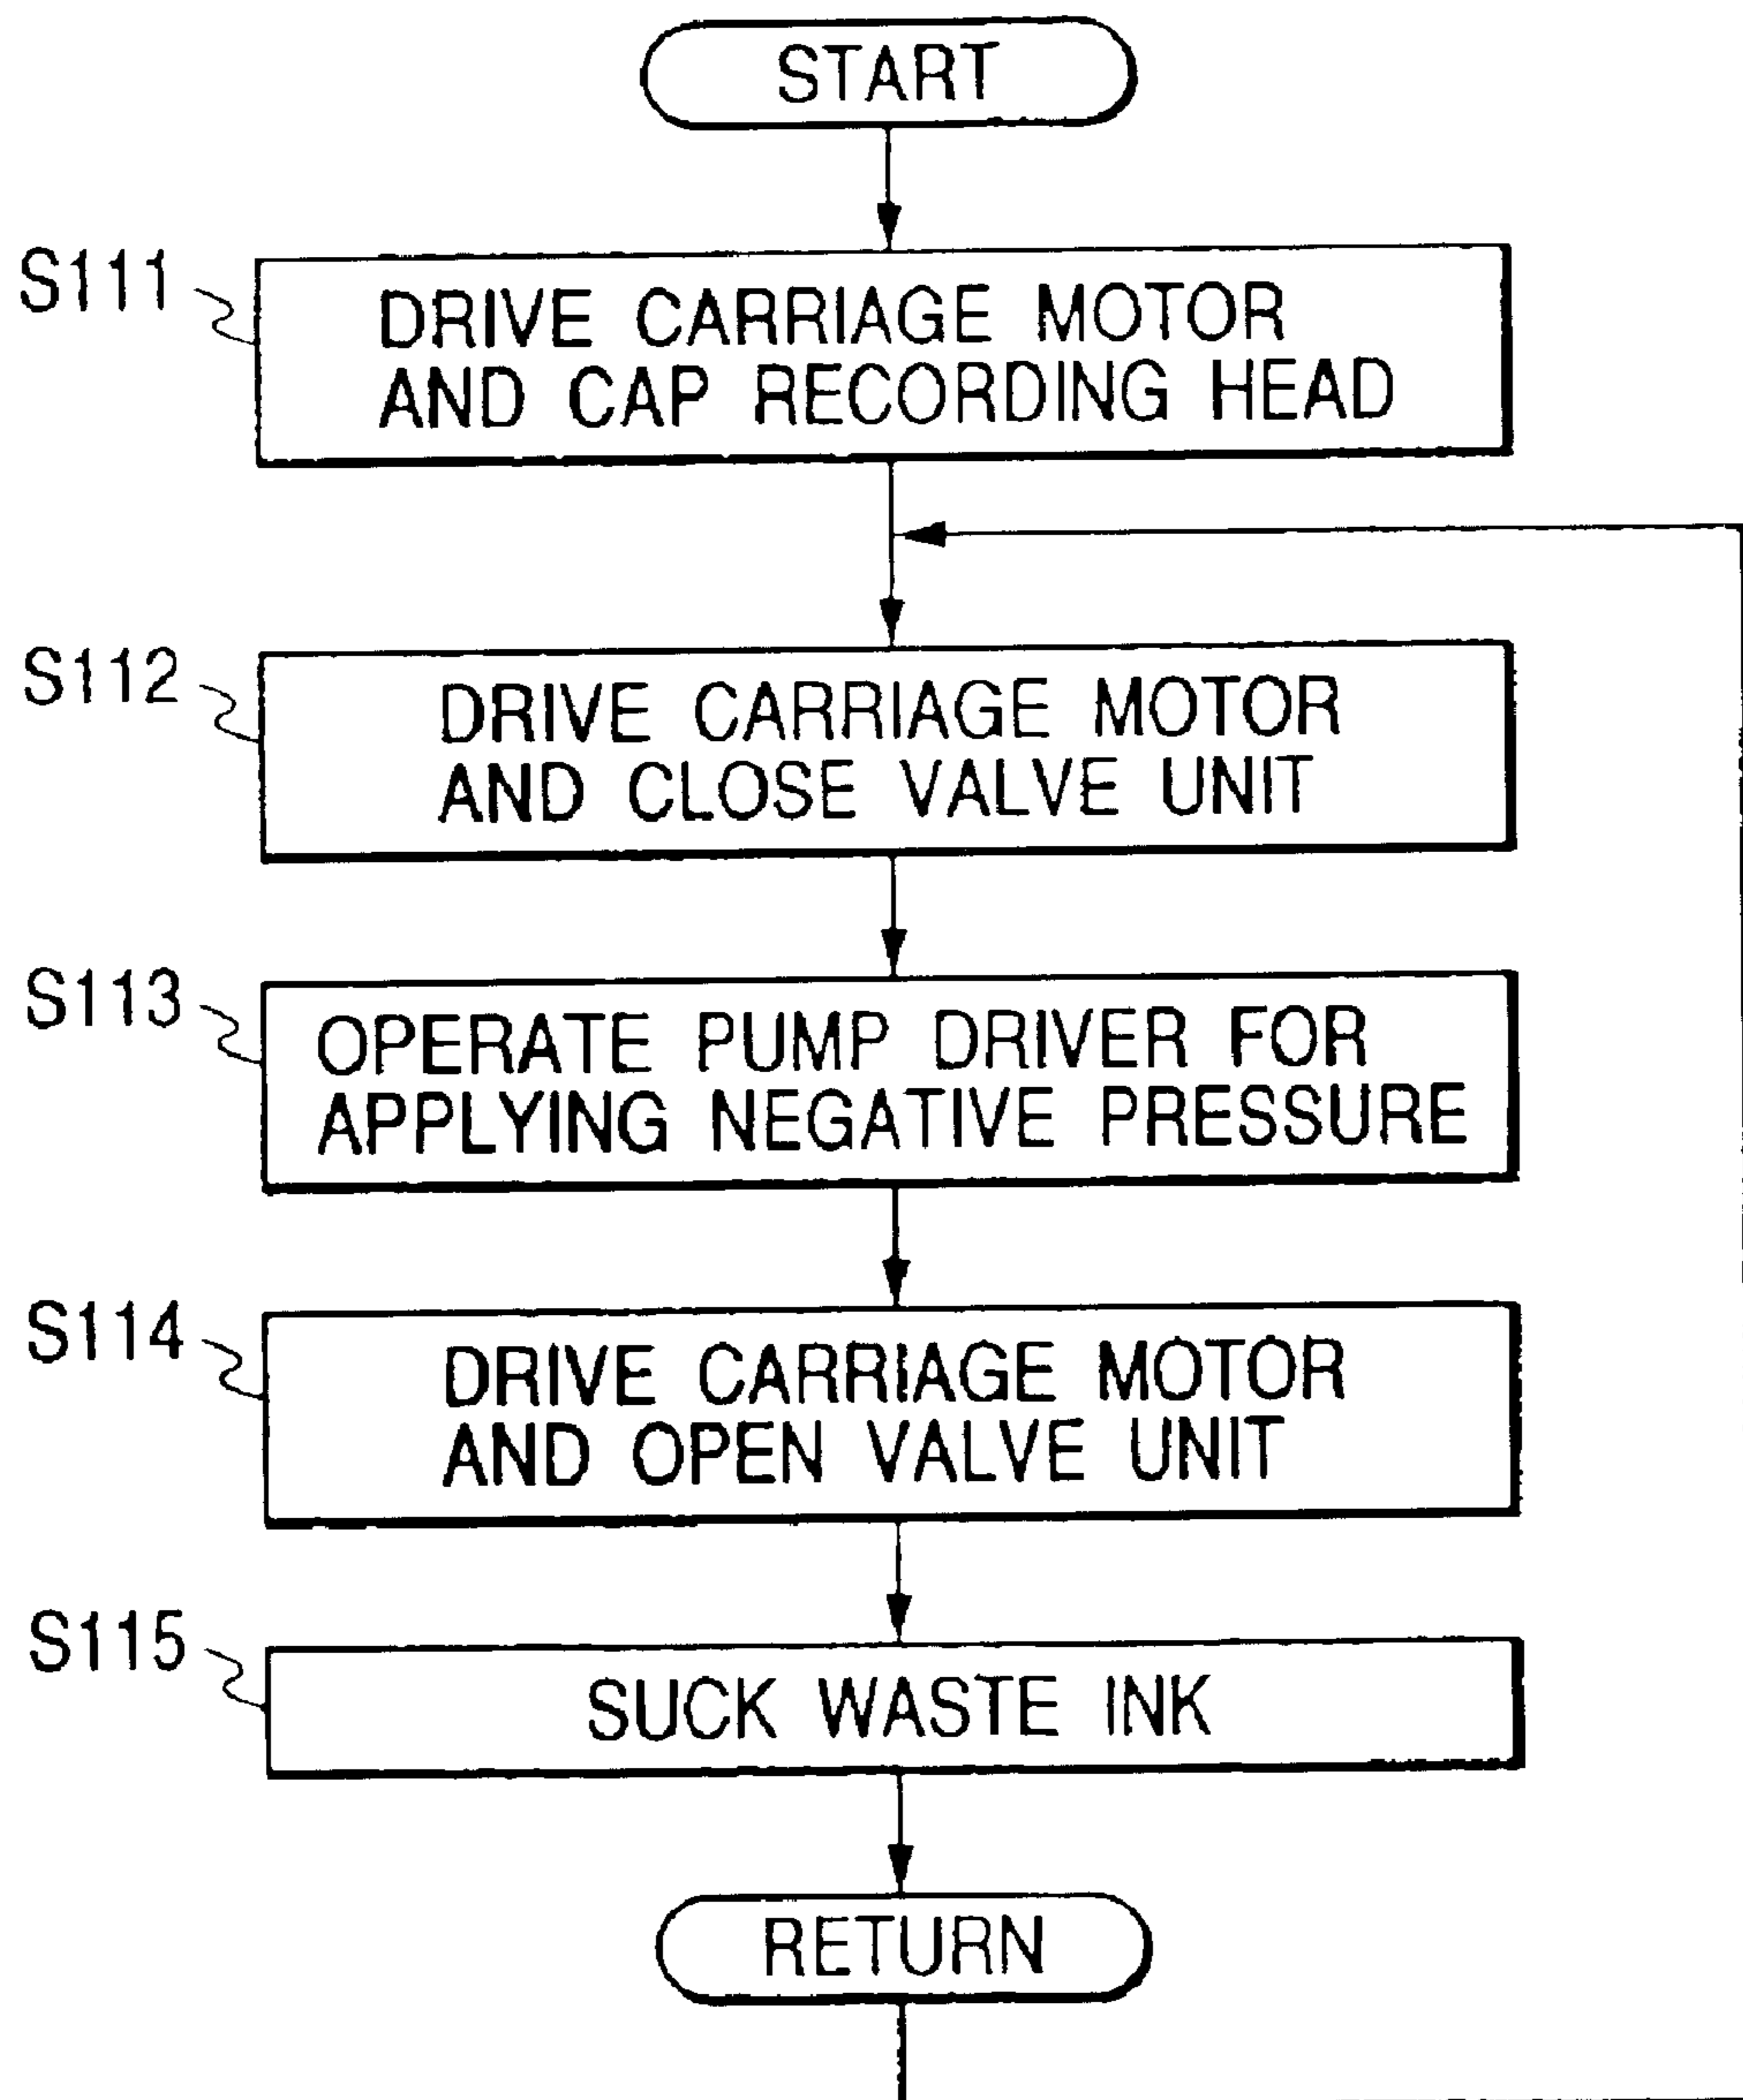 START
S111
DRIVE CARRIAGE MOTOR
AND CAP RECORDING HEAD
S112
DRIVE CARRIAGE MOTOR
AND CLOSE VALVE UNIT
S113
OPERATE PUMP DRIVER FOR
APPLYING NEGATIVE PRESSURE
S114
DRIVE CARRIAGE MOTOR
AND OPEN VALVE UNIT
S115
SUCK WASTE INK
RETURN